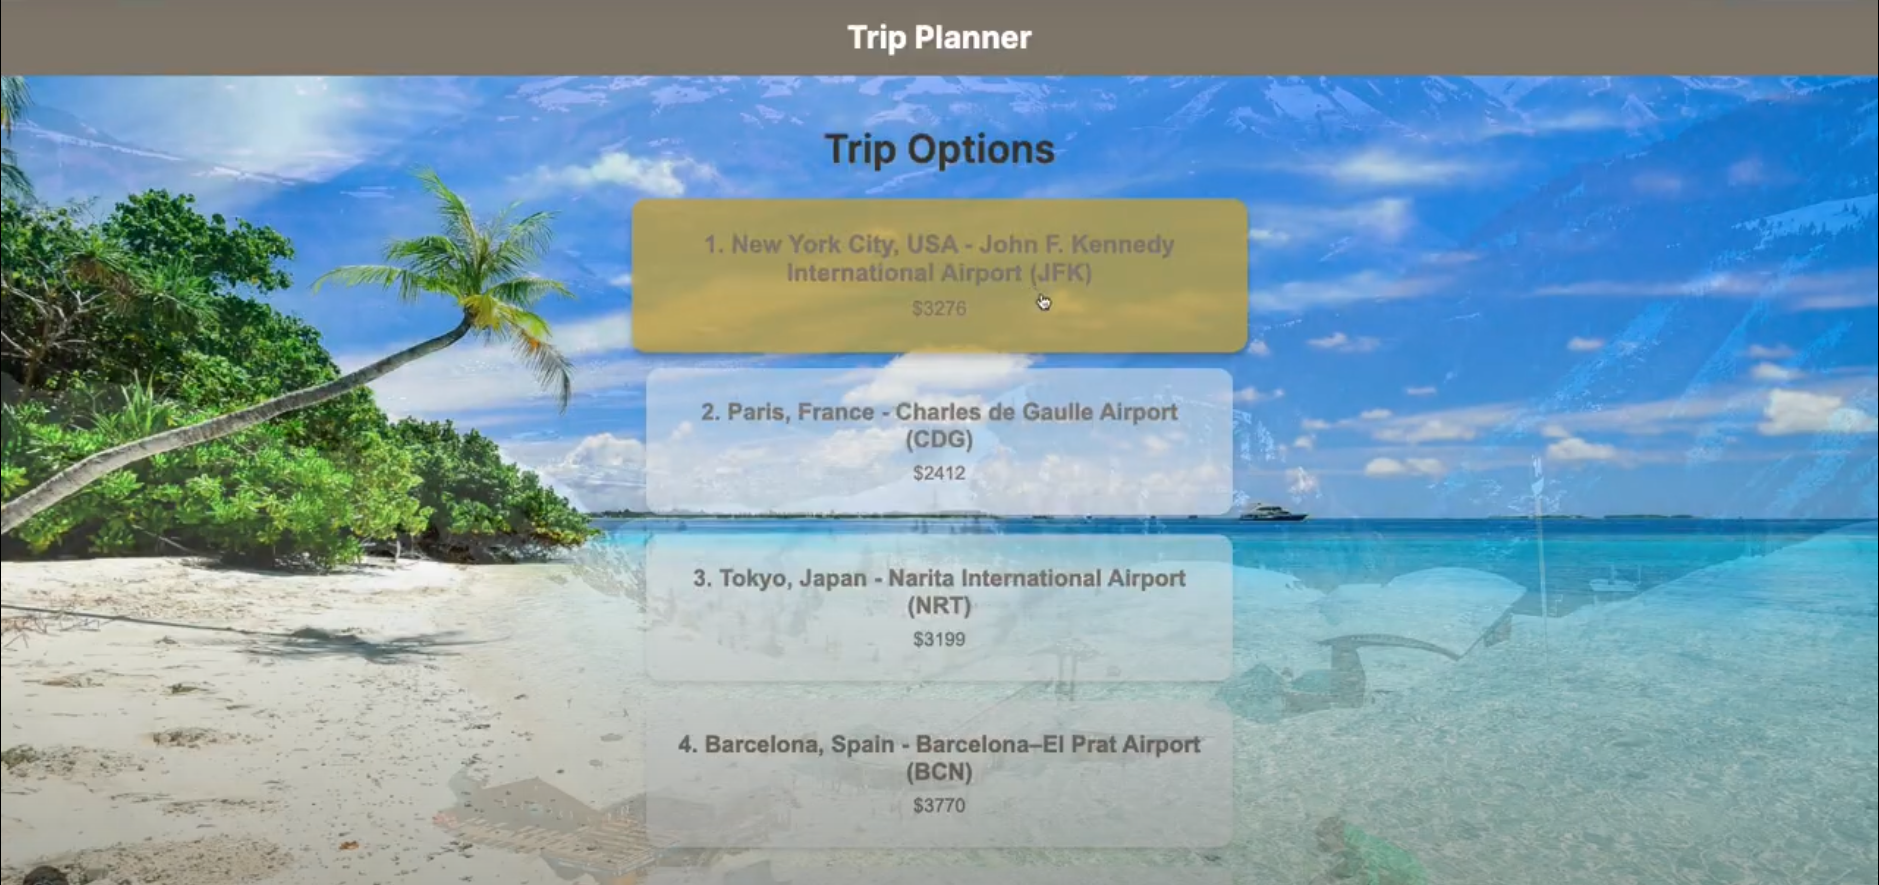 Trip Planner
Trip Options
1. New York City, USA - John F. Kennedy
International Airport (JFK)
$3276
2. Paris, France - Charles de Gaulle Airport
(CDG)
$2412
3. Tokyo, Japan - Narita International Airport
(NRT)
$3199
4. Barcelona, Spain - Barcelona–El Prat Airport
(BCN)
$3770